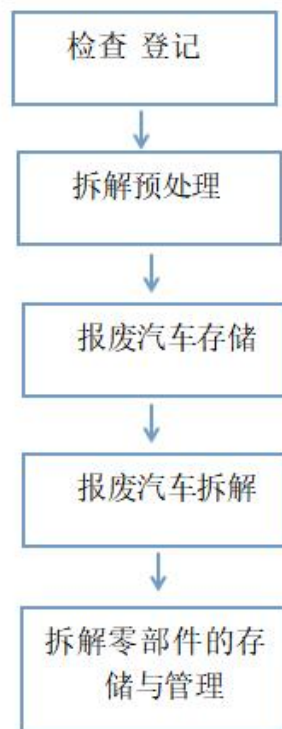 检查 登记
拆解预处理
报废汽车存储
报废汽车拆解
拆解零部件的存
储与管理